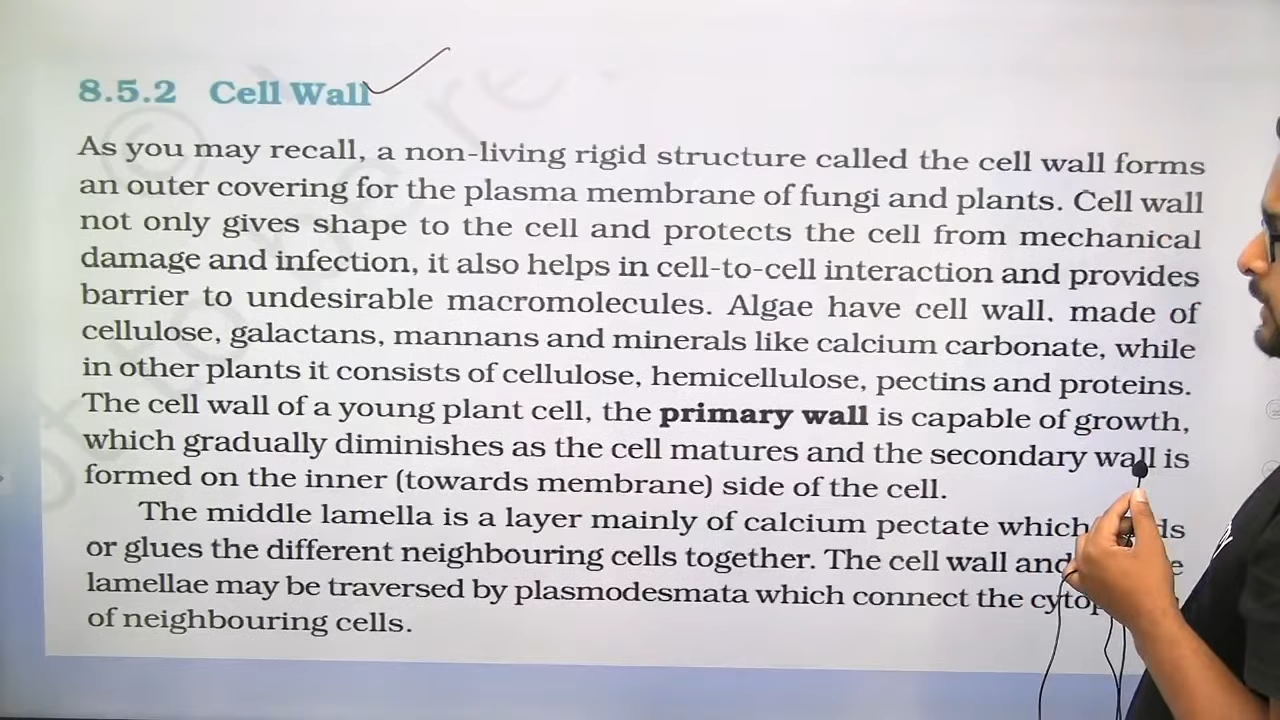 8.5.2 Cell Wall
As you may recall, a non-living rigid structure called the cell wall forms
an outer covering for the plasma membrane of fungi and plants. Cell wall
not only gives shape to the cell and protects the cell from mechanical
damage and infection, it also helps in cell-to-cell interaction and provides
barrier to undesirable macromolecules. Algae have cell wall. made of
cellulose, galactans, mannans and minerals like calcium carbonate, while
in other plants it consists of cellulose, hemicellulose, pectins and proteins.
The cell wall of a young plant cell, the primary wall is capable of growth,
which gradually diminishes as the cell matures and the secondary wall is
formed on the inner (towards membrane) side of the cell.
The middle lamella is a layer mainly of calcium pectate which
or glues the different neighbouring cells together. The cell wall and
lamellae may be traversed by plasmodesmata which connect the
of neighbouring cells.